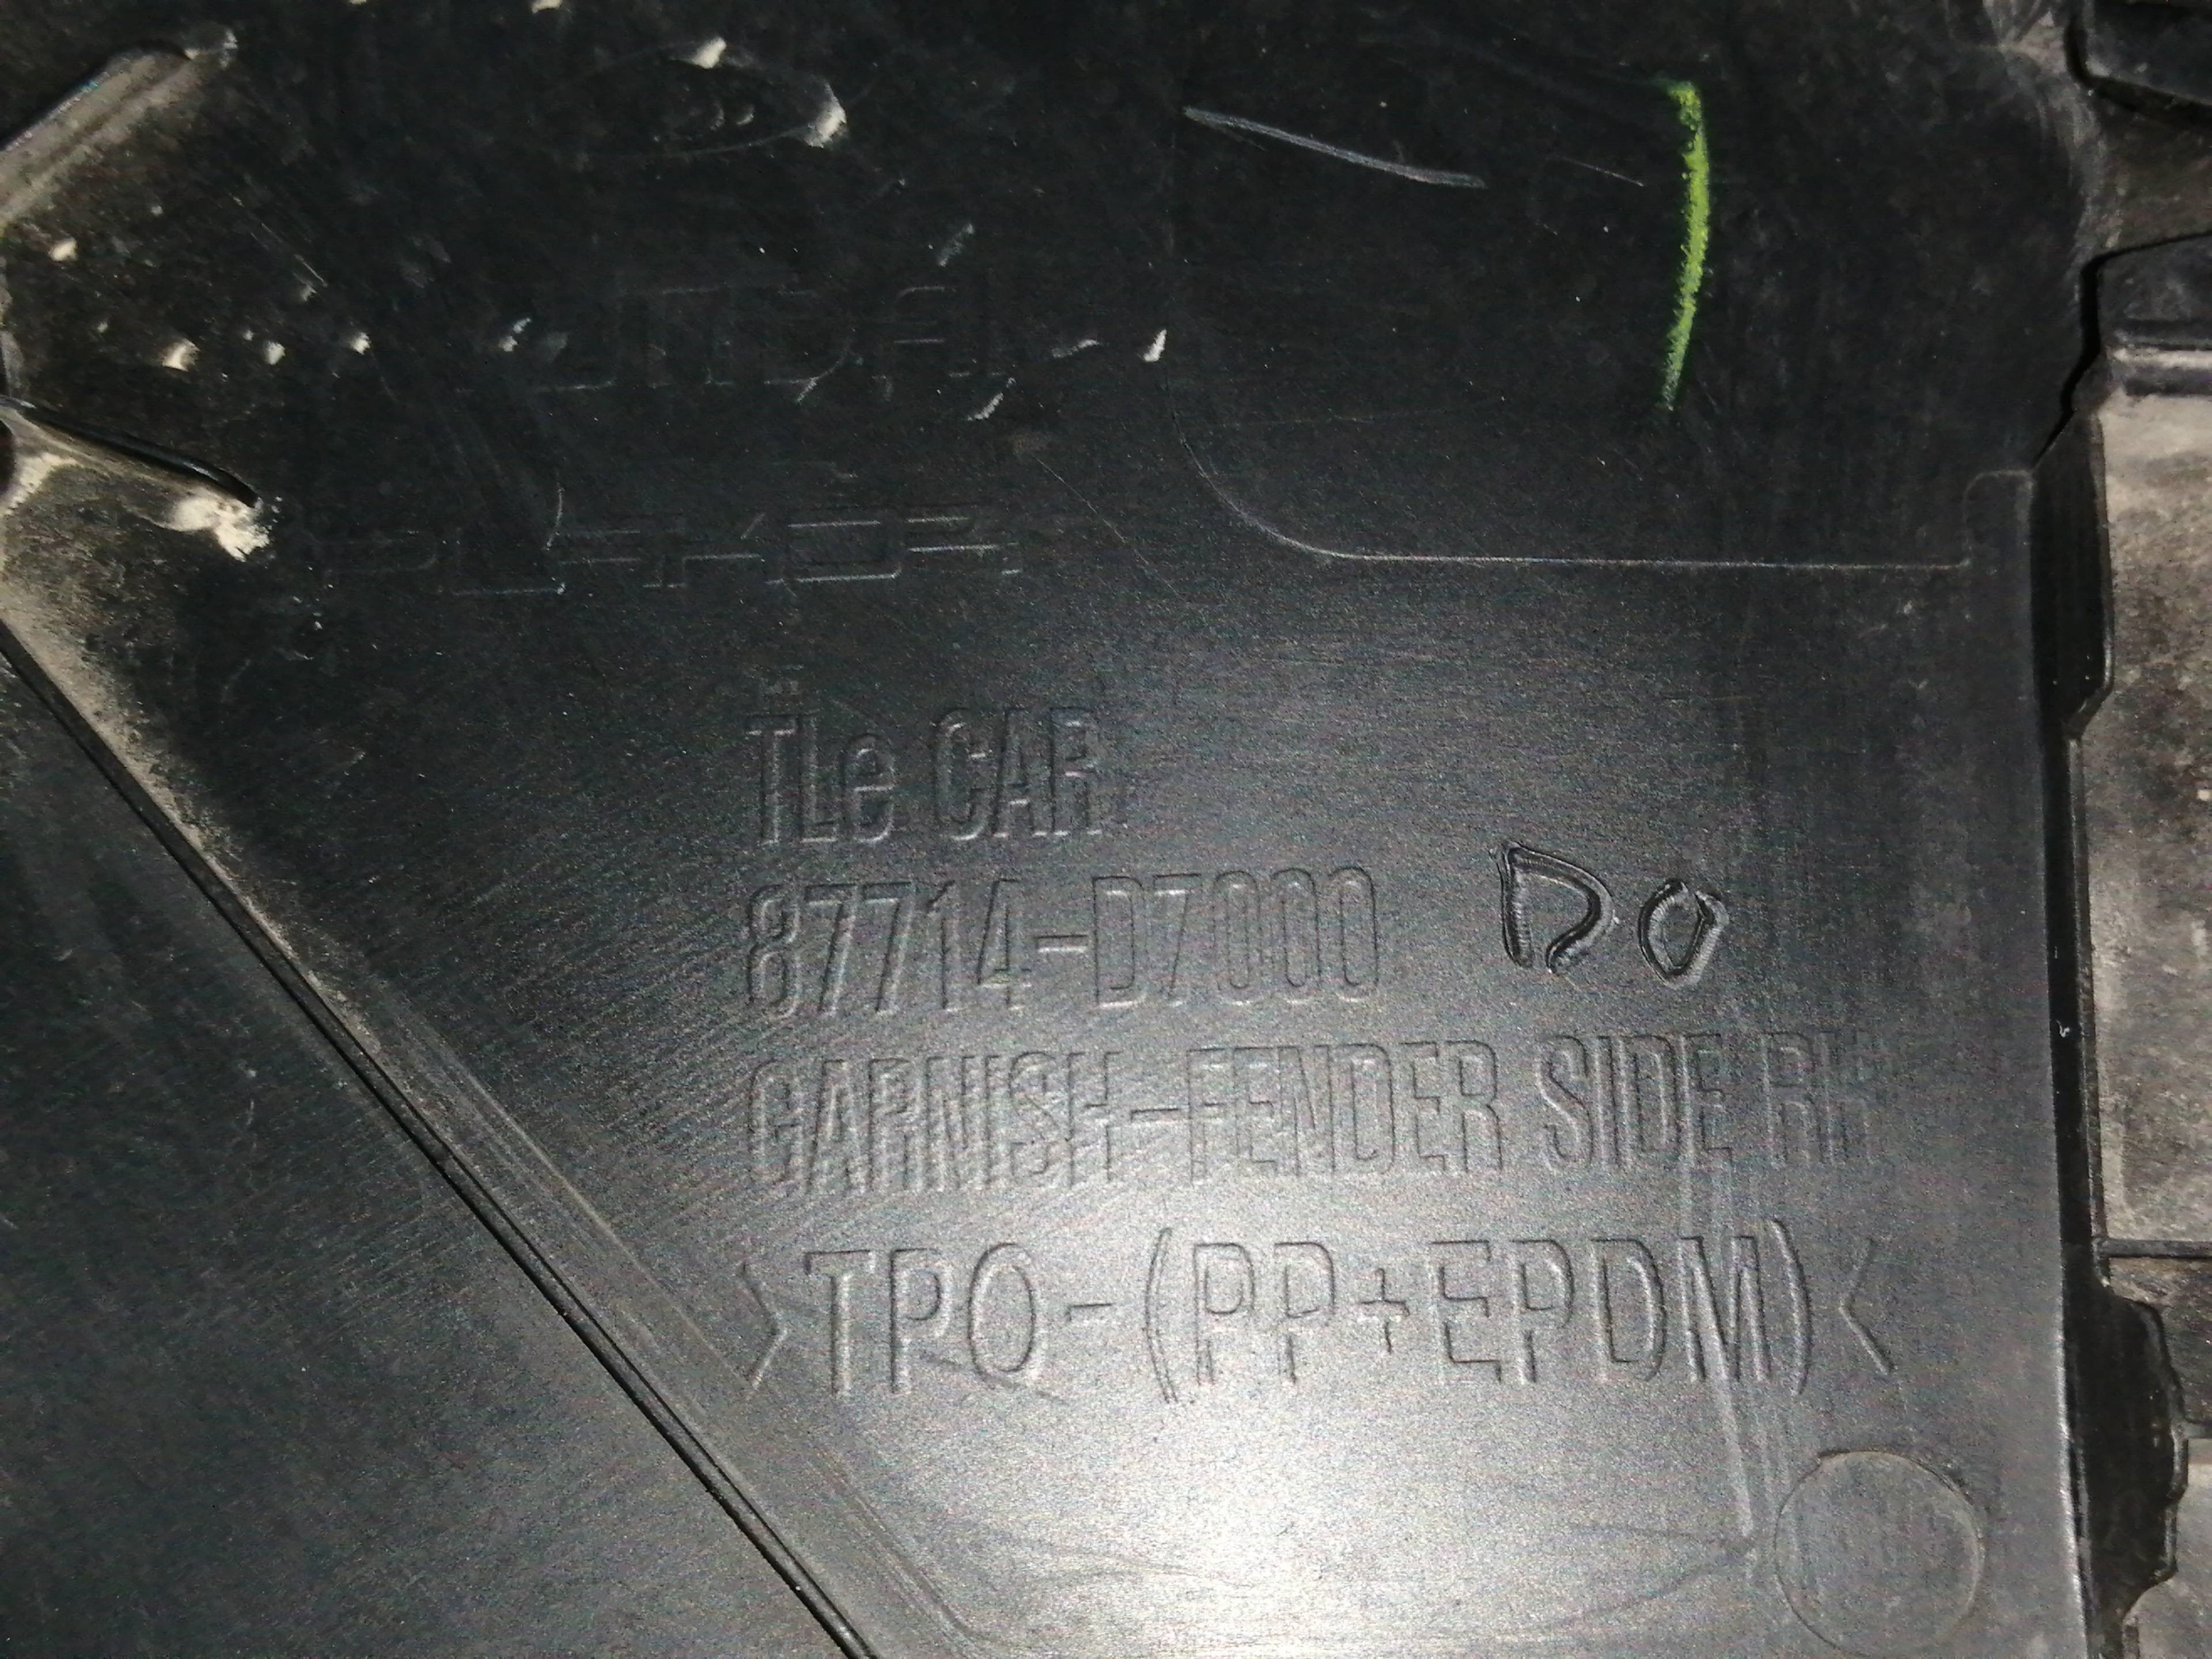 TLe CAR
87714-D7000 D0
GARNISH-FENDER SIDE RH
>TPO-(PP+EPDM)<